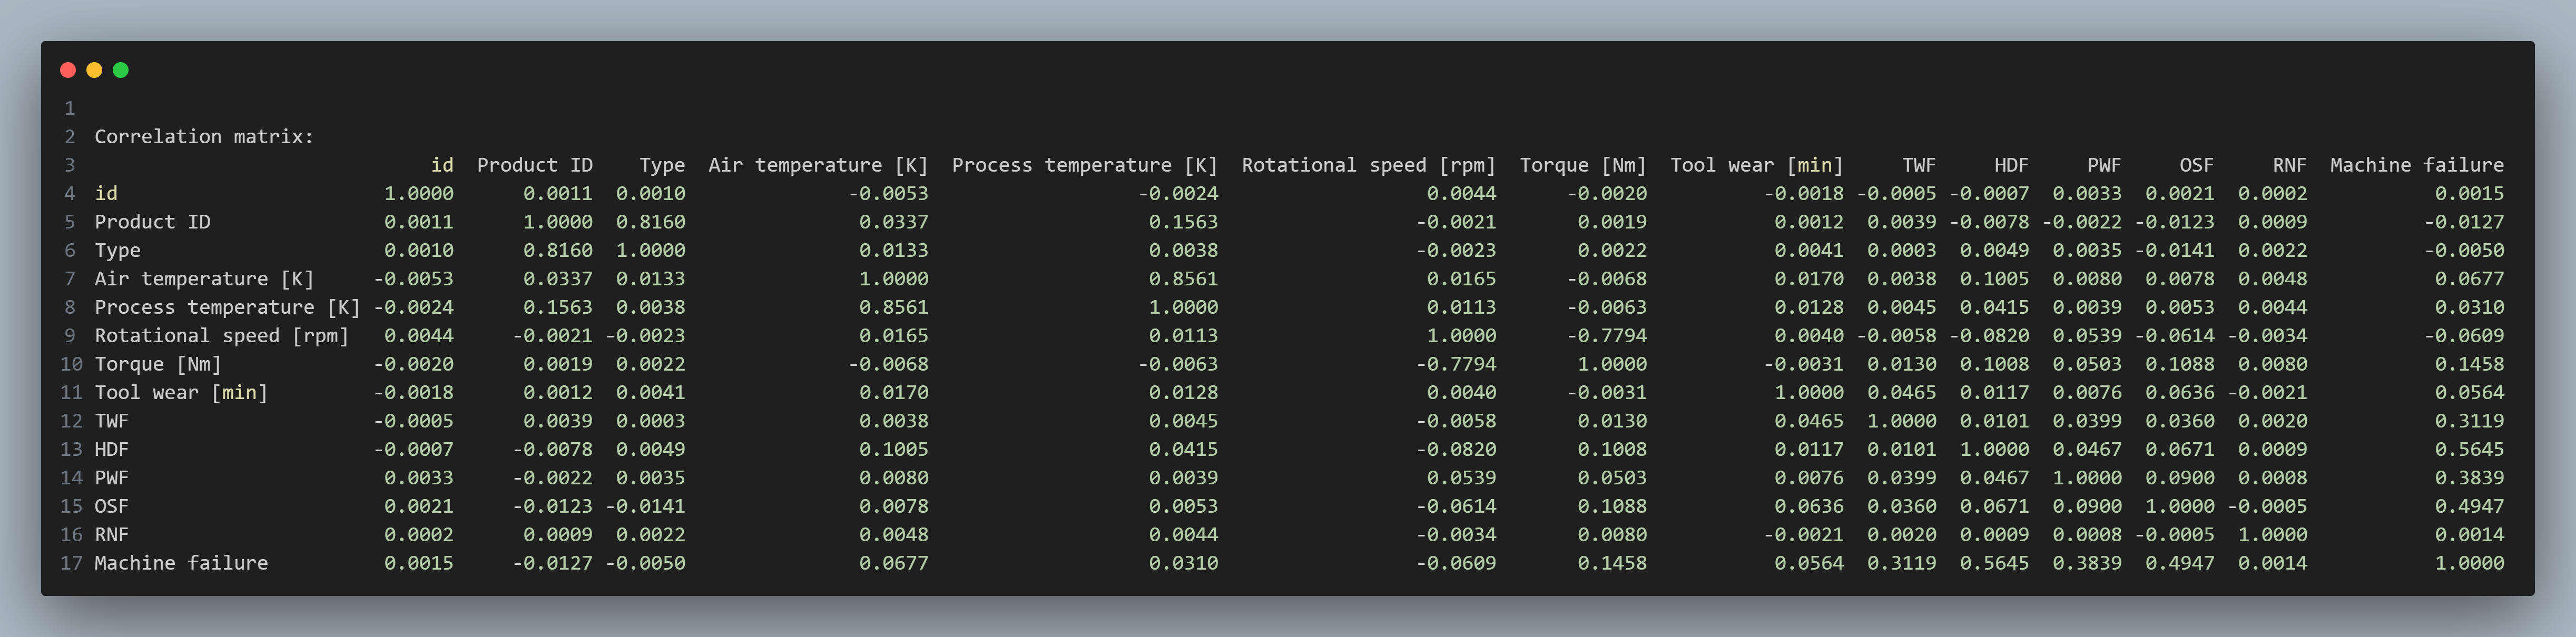 1
2 Correlation matrix:
3 id Product ID Type Air temperature [K] Process temperature [K] Rotational speed [rpm] Torque [Nm] Tool wear [min] TWF HDF PWF OSF RNF Machine failure
4 id 1.0000 0.0011 0.0010 -0.0053 -0.0024 0.0044 -0.0020 -0.0018 -0.0005 -0.0007 0.0033 0.0021 0.0002 0.0015
5 Product ID 0.0011 1.0000 0.8160 0.0337 0.1563 -0.0021 0.0019 0.0012 0.0039 -0.0078 -0.0022 -0.0123 0.0009 -0.0127
6 Type 0.0010 0.8160 1.0000 0.0133 0.0038 -0.0023 0.0022 0.0041 0.0003 0.0049 0.0035 -0.0141 0.0022 -0.0050
7 Air temperature [K] -0.0053 0.0337 0.0133 1.0000 0.8561 0.0165 -0.0068 0.0170 0.0038 0.1005 0.0080 0.0078 0.0048 0.0677
8 Process temperature [K] -0.0024 0.1563 0.0038 0.8561 1.0000 0.0113 -0.0063 0.0128 0.0045 0.0415 0.0039 0.0053 0.0044 0.0310
9 Rotational speed [rpm] 0.0044 -0.0021 -0.0023 0.0165 0.0113 1.0000 -0.7794 0.0040 -0.0058 -0.0820 0.0539 -0.0614 -0.0034 -0.0609
10 Torque [Nm] -0.0020 0.0019 0.0022 -0.0068 -0.0063 -0.7794 1.0000 -0.0031 0.0130 0.1008 0.0503 0.1088 0.0080 0.1458
11 Tool wear [min] -0.0018 0.0012 0.0041 0.0170 0.0128 0.0040 -0.0031 1.0000 0.0465 0.0117 0.0076 0.0636 -0.0021 0.0564
12 TWF -0.0005 0.0039 0.0003 0.0038 0.0045 -0.0058 0.0130 0.0465 1.0000 0.0101 0.0399 0.0360 0.0020 0.3119
13 HDF -0.0007 -0.0078 0.0049 0.1005 0.0415 -0.0820 0.1008 0.0117 0.0101 1.0000 0.0467 0.0671 0.0009 0.5645
14 PWF 0.0033 -0.0022 0.0035 0.0080 0.0039 0.0539 0.0503 0.0076 0.0399 0.0467 1.0000 0.0900 0.0008 0.3839
15 OSF 0.0021 -0.0123 -0.0141 0.0078 0.0053 -0.0614 0.1088 0.0636 0.0360 0.0671 0.0900 1.0000 -0.0005 0.4947
16 RNF 0.0002 0.0009 0.0022 0.0048 0.0044 -0.0034 0.0080 -0.0021 0.0020 0.0009 0.0008 -0.0005 1.0000 0.0014
17 Machine failure 0.0015 -0.0127 -0.0050 0.0677 0.0310 -0.0609 0.1458 0.0564 0.3119 0.5645 0.3839 0.4947 0.0014 1.0000